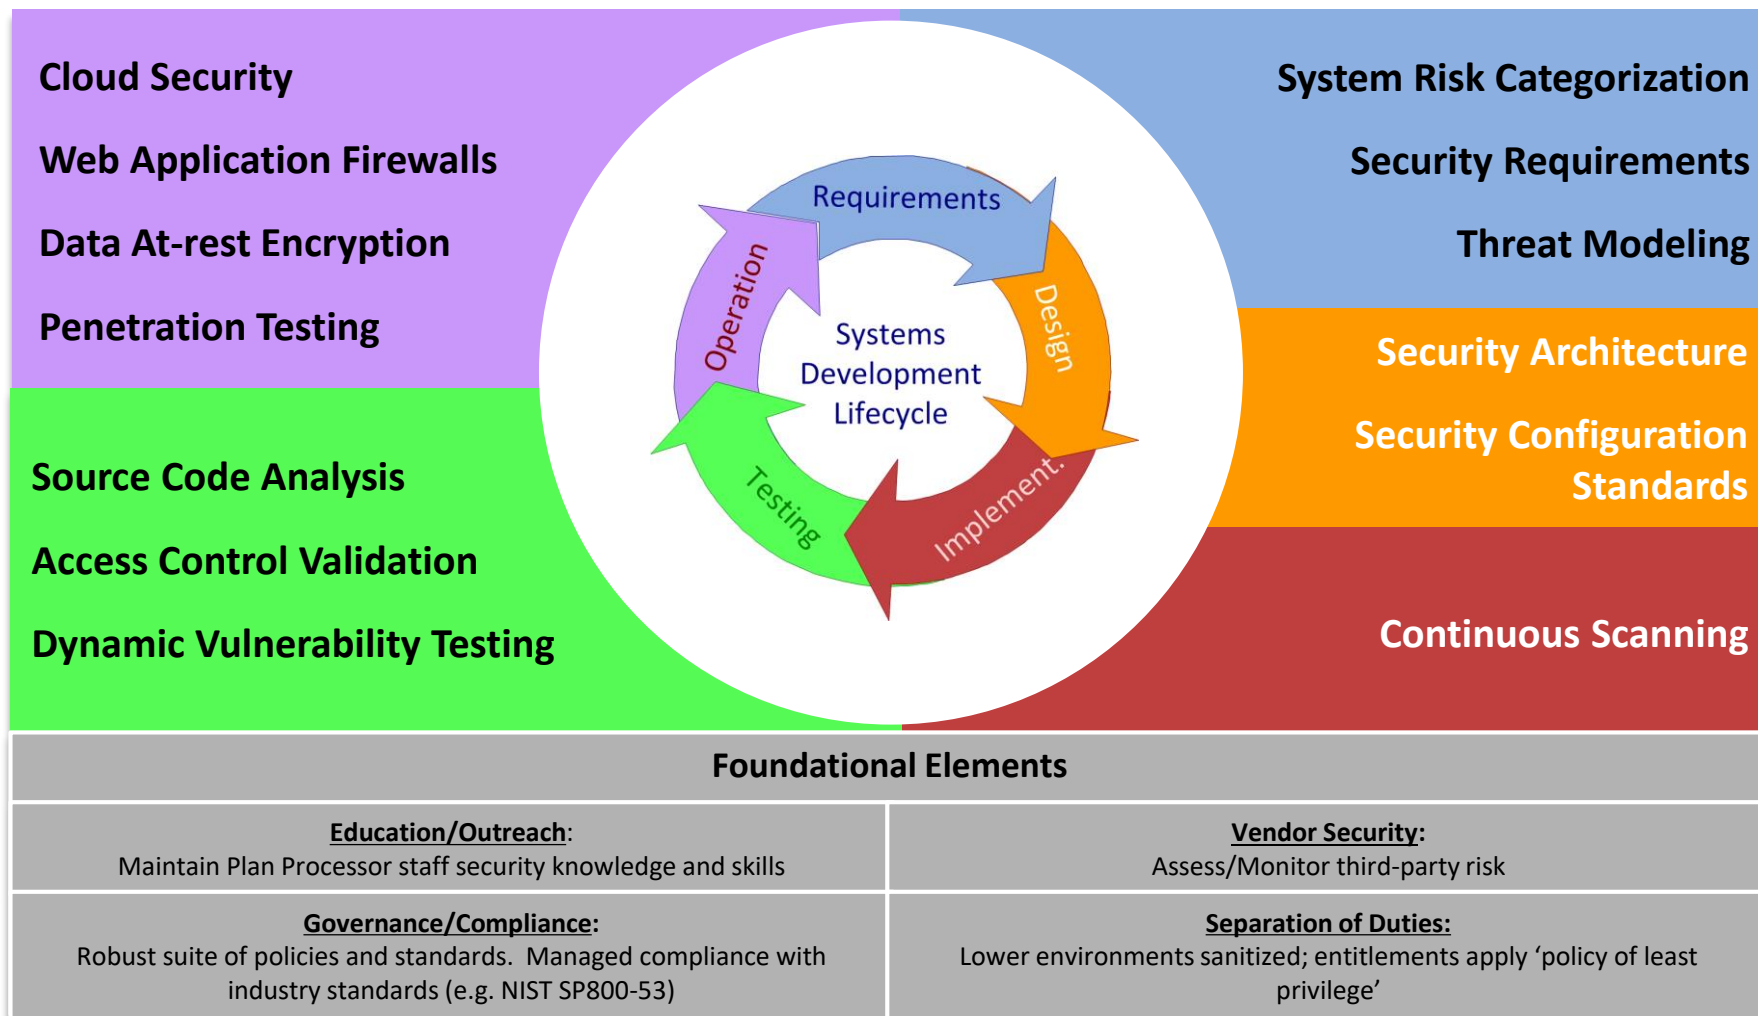 Cloud Security
Web Application Firewalls
Data At-rest Encryption
Penetration Testing
System Risk Categorization
Security Requirements
Threat Modeling
Security Architecture
Security Configuration
Standards
Continuous Scanning
Source Code Analysis
Access Control Validation
Dynamic Vulnerability Testing
Requirements
Design
Implement.
Testing
Operation
Systems
Development
Lifecycle
Foundational Elements
Education/Outreach:
Maintain Plan Processor staff security knowledge and skills
Vendor Security:
Assess/Monitor third-party risk
Governance/Compliance:
Robust suite of policies and standards.  Managed compliance with
industry standards (e.g. NIST SP800-53)
Separation of Duties:
Lower environments sanitized; entitlements apply ‘policy of least
privilege’